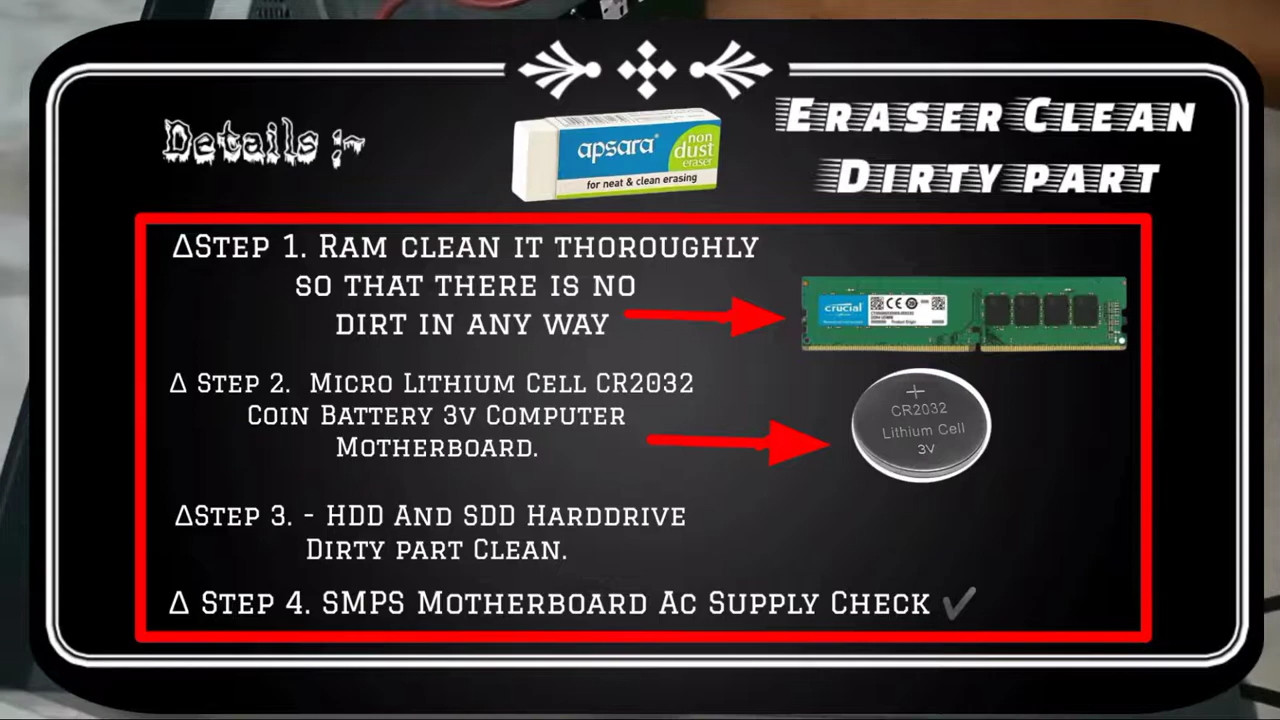 Details :-
apsara
non
dust
eraser
for neat & clean erasing
Eraser Clean
Dirty part
ΔStep 1. Ram clean it thoroughly
so that there is no
dirt in any way
crucial
Δ Step 2. Micro Lithium Cell CR2032
Coin Battery 3v Computer
Motherboard.
+
CR2032
Lithium Cell
3V
ΔStep 3. - HDD And SDD Harddrive
Dirty part Clean.
Δ Step 4. SMPS Motherboard Ac Supply Check ✔